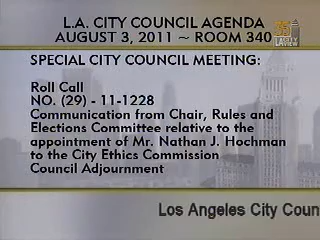 L.A. CITY COUNCIL AGENDA
AUGUST 3, 2011 ~ ROOM 340
35
SPECIAL CITY COUNCIL MEETING:
Roll Call
NO. (29) - 11-1228
Communication from Chair, Rules and
Elections Committee relative to the
appointment of Mr. Nathan J. Hochman
to the City Ethics Commission
Council Adjournment
Los Angeles City Coun